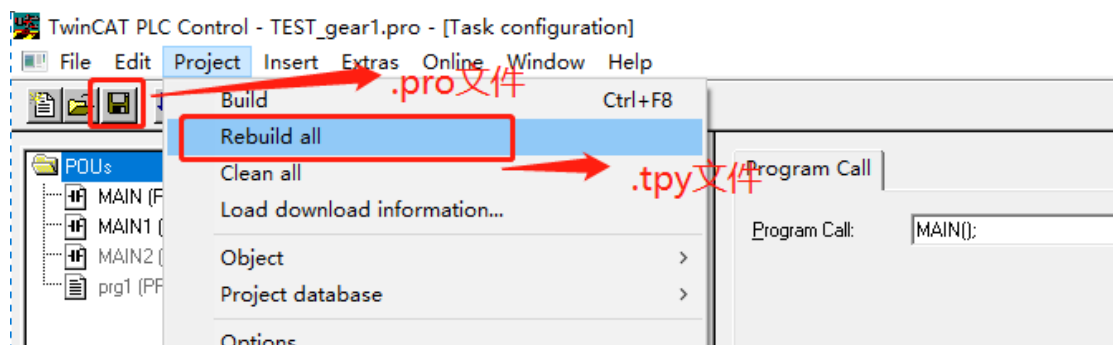 TwinCAT PLC Control - TEST_gear1.pro - [Task configuration]
File Edit Project Insert Extras Online Window Help
.pro文件
Build Ctrl+F8
Rebuild all
.tpy文件
Clean all
Load download information...
Object
Project database
Options
POUs
MAIN (F
MAIN1 (
MAIN2 (
prg1 (PF
Program Call
Program Call: MAIN();